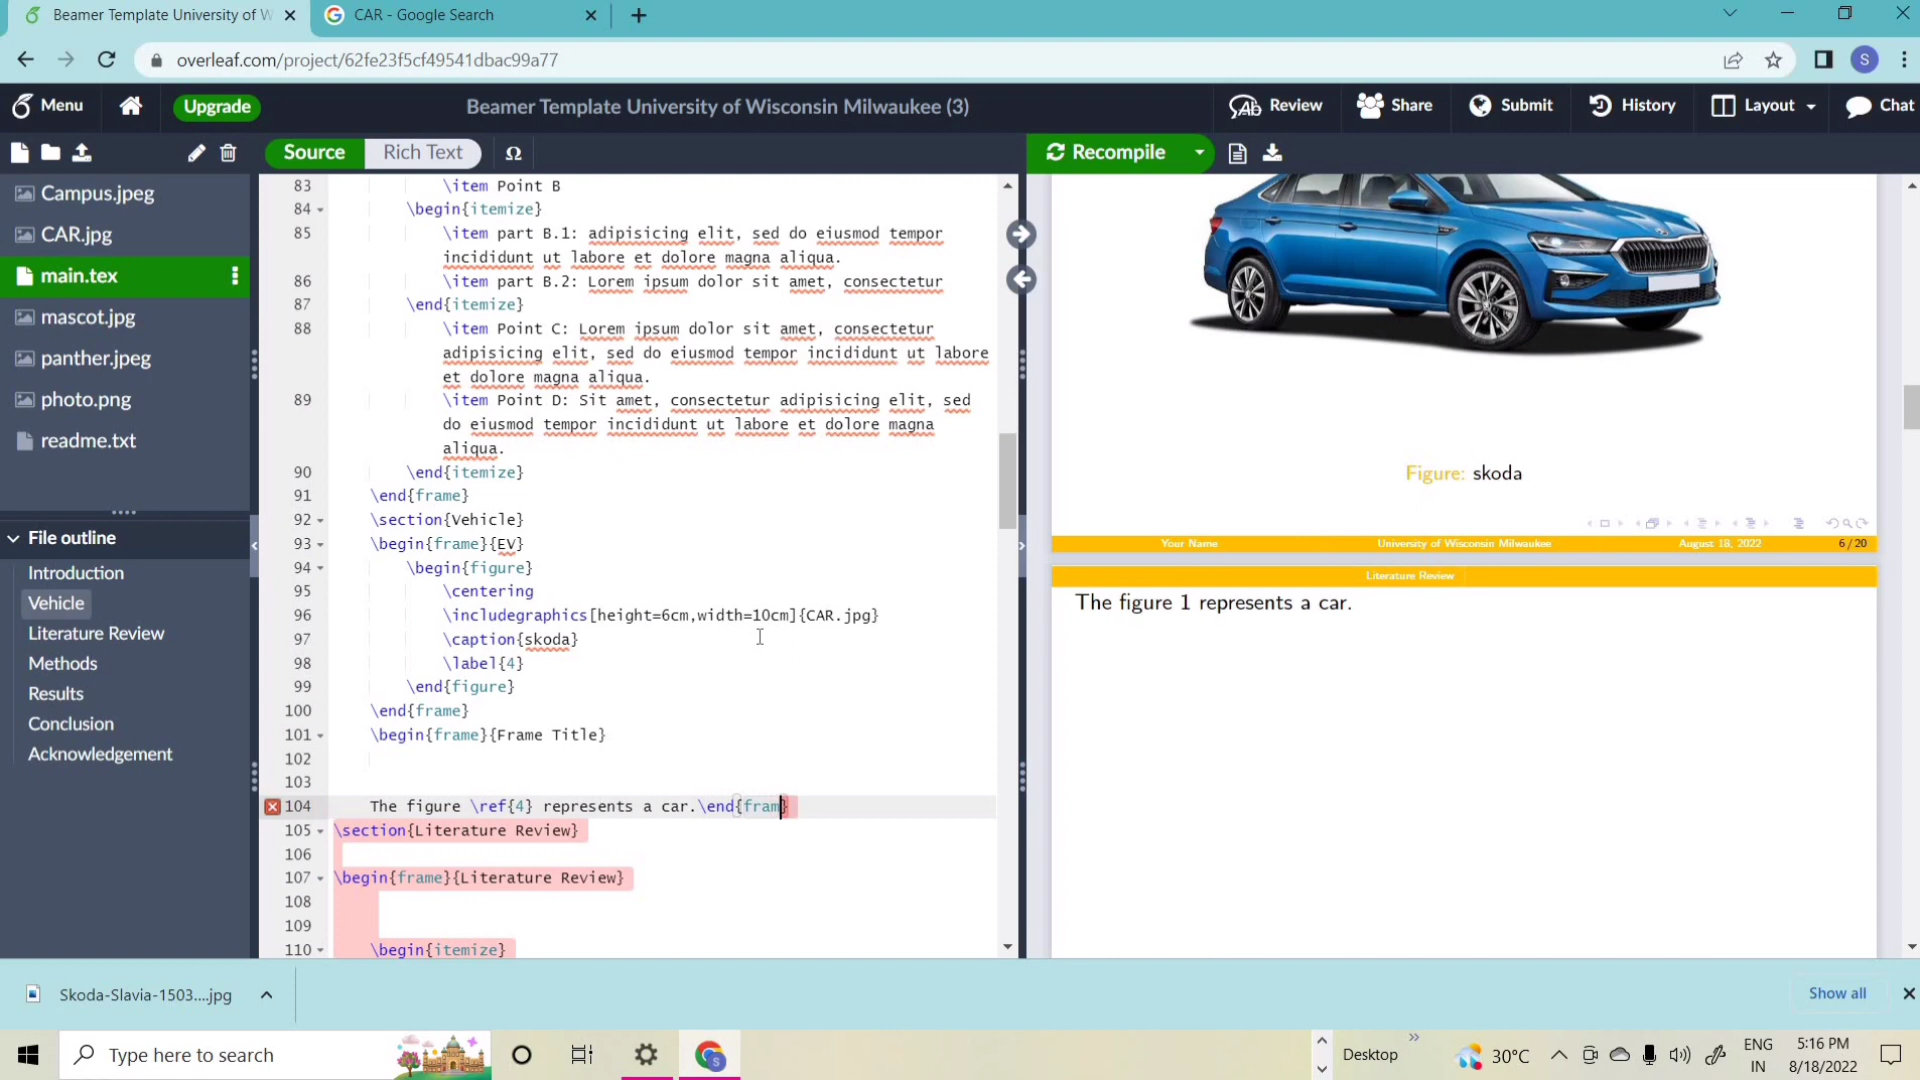 Beamer Template University of W
CAR - Google Search
overleaf.com/project/62fe23f5cf49541dbac99a77
S
Menu
Upgrade
Beamer Template University of Wisconsin Milwaukee (3)
Review
Share
Submit
History
Layout
Chat
Source
Rich Text
Ω
Recompile
Campus.jpeg
CAR.jpg
main.tex
mascot.jpg
panther.jpeg
photo.png
readme.txt
File outline
Introduction
Vehicle
Literature Review
Methods
Results
Conclusion
Acknowledgement
83 \item Point B
84 \begin{itemize}
85 \item part B.1: adipisicing elit, sed do eiusmod tempor
incididunt ut labore et dolore magna aliqua.
86 \item part B.2: Lorem ipsum dolor sit amet, consectetur
87 \end{itemize}
88 \item Point C: Lorem ipsum dolor sit amet, consectetur
adipisicing elit, sed do eiusmod tempor incididunt ut labore
et dolore magna aliqua.
89 \item Point D: Sit amet, consectetur adipisicing elit, sed
do eiusmod tempor incididunt ut labore et dolore magna
aliqua.
90 \end{itemize}
91 \end{frame}
92 \section{Vehicle}
93 \begin{frame}{EV}
94 \begin{figure}
95 \centering
96 \includegraphics[height=6cm,width=10cm]{CAR.jpg}
97 \caption{skoda}
98 \label{4}
99 \end{figure}
100 \end{frame}
101 \begin{frame}{Frame Title}
102
103
104 The figure \ref{4} represents a car.\end{fram}
105 \section{Literature Review}
106
107 \begin{frame}{Literature Review}
108
109
110 \begin{itemize}
Figure: skoda
Your Name University of Wisconsin Milwaukee August 18, 2022 6 / 20
Literature Review
The figure 1 represents a car.
Skoda-Slavia-1503....jpg
Show all
Type here to search
S
Desktop
30°C
ENG
IN
5:16 PM
8/18/2022